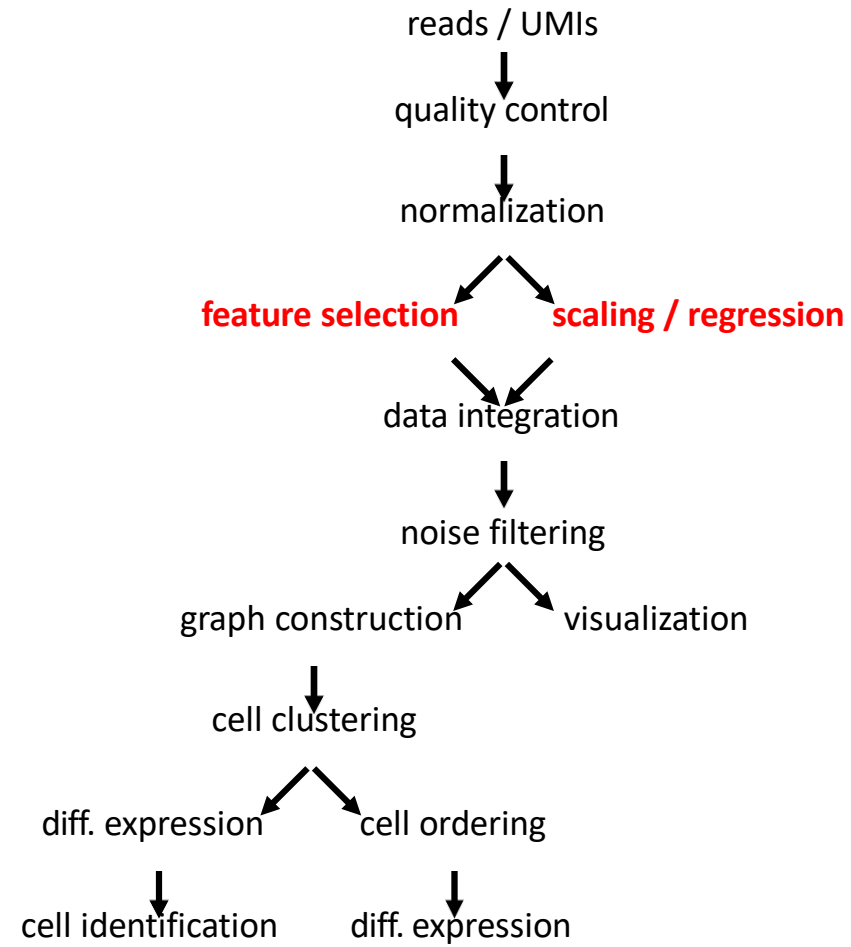 reads / UMIs
quality control
normalization
feature selection
scaling / regression
data integration
noise filtering
graph construction
visualization
cell clustering
diff. expression
cell ordering
cell identification
diff. expression